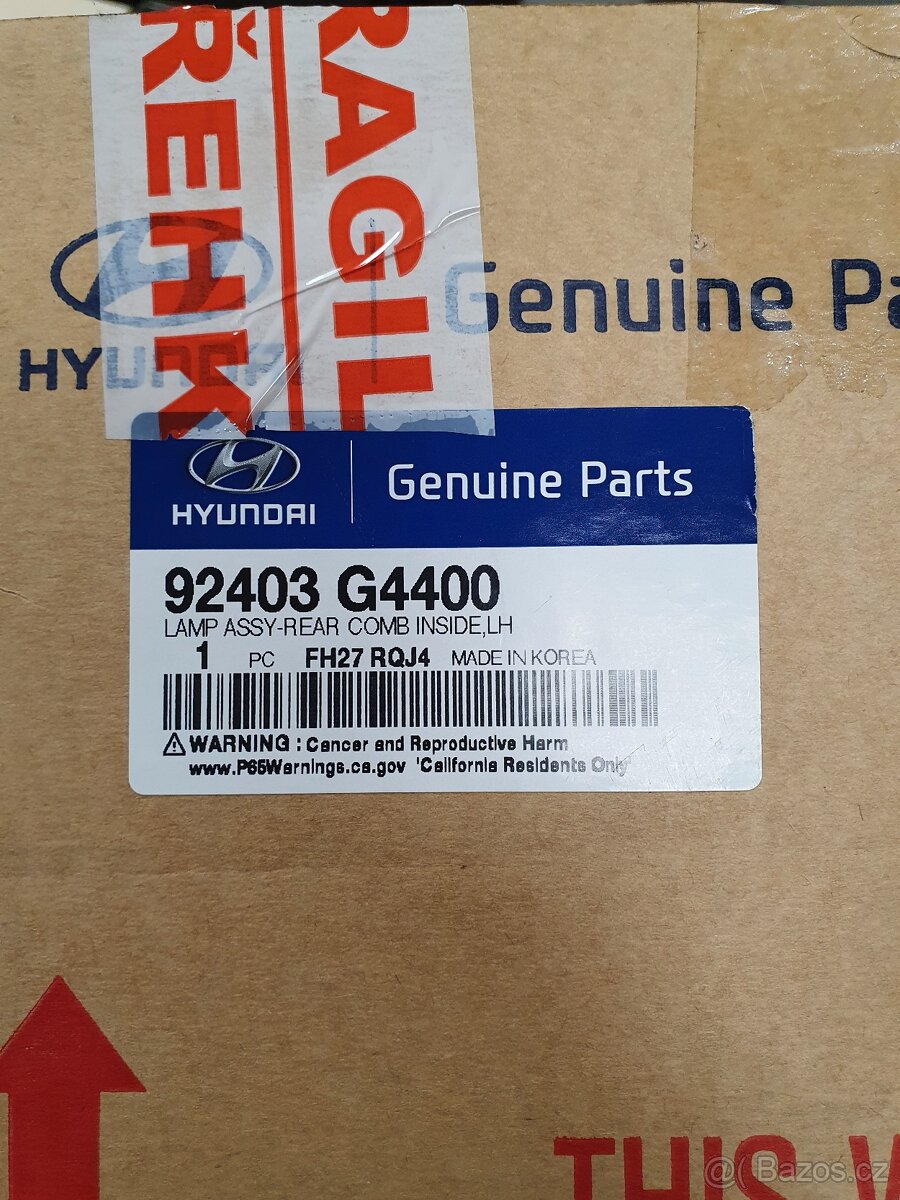 ŘEHK
RAGIL
HYUNDAI
Genuine Pa
HYUNDAI
Genuine Parts
92403 G4400
LAMP ASSY-REAR COMB INSIDE,LH
1 PC FH27 RQJ4 MADE IN KOREA
⚠ WARNING : Cancer and Reproductive Harm
www.P65Warnings.ca.gov 'California Residents Only'
THIS W
@Bazos.cz